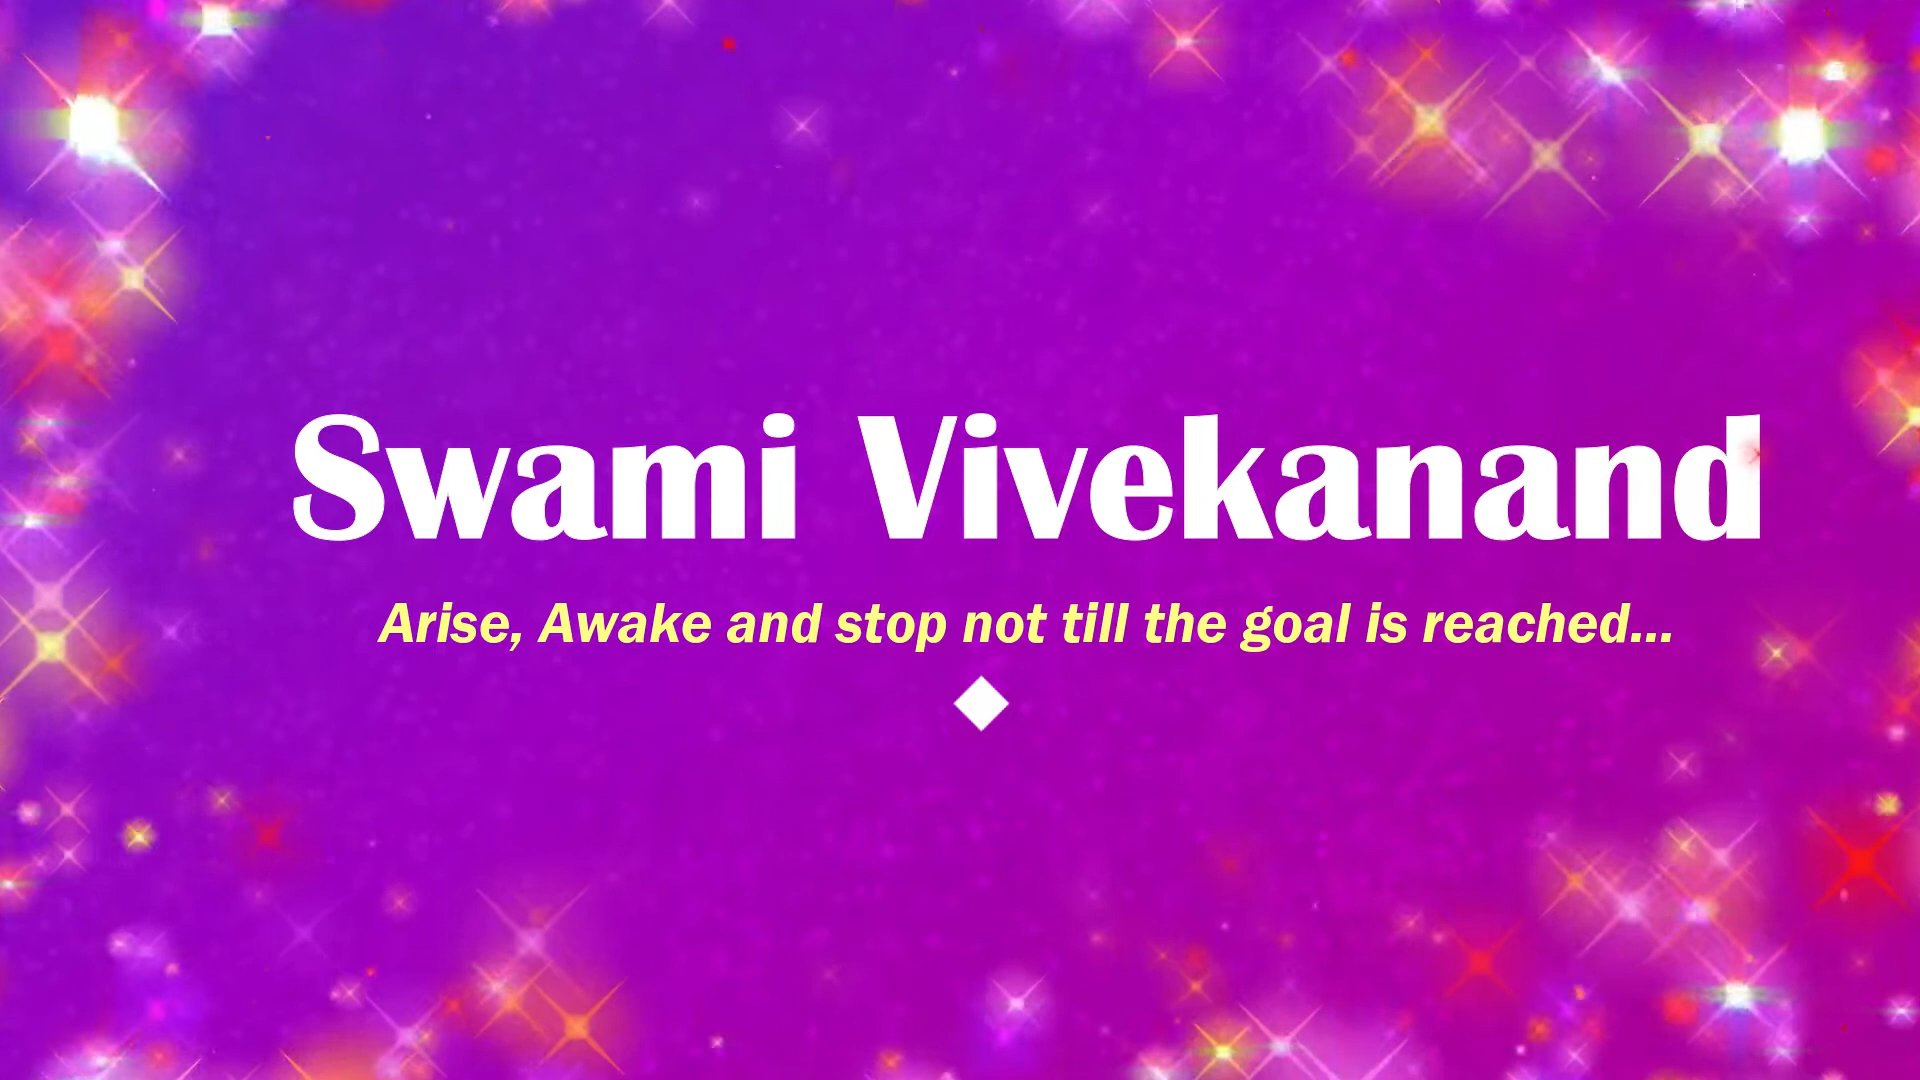 Swami Vivekanand
Arise, Awake and stop not till the goal is reached...